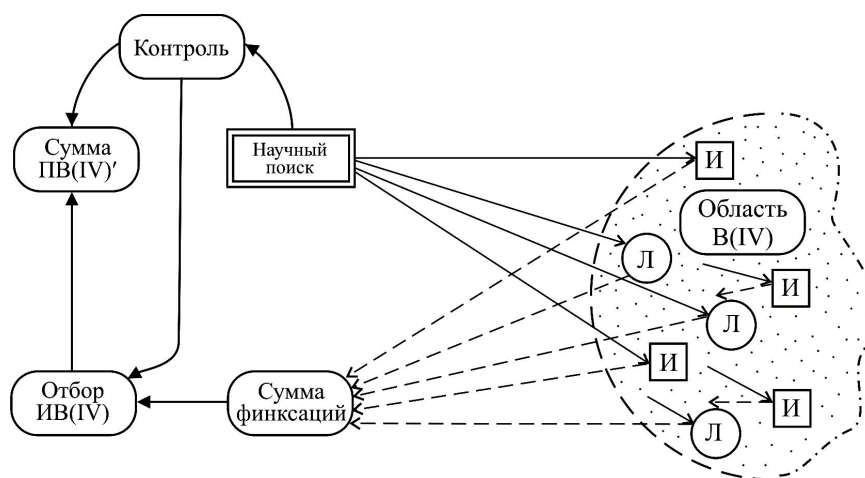 Контроль
Сумма
ПВ(IV)′
Научный
поиск
И
Область
В(IV)
Л
И
Л
И
Отбор
ИВ(IV)
Сумма
финксаций
И
Л